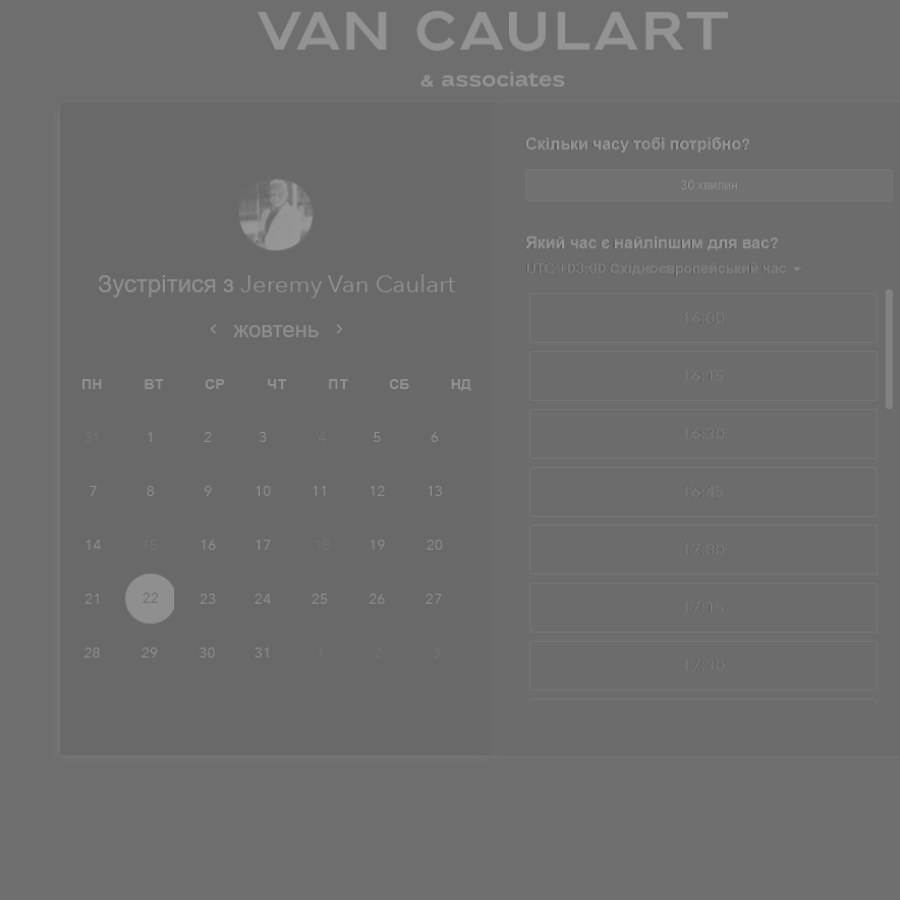 VAN CAULART
& associates
Зустрітися з Jeremy Van Caulart
жовтень
ПН ВТ СР ЧТ ПТ СБ НД
31 1 2 3 4 5 6
7 8 9 10 11 12 13
14 15 16 17 18 19 20
21 22 23 24 25 26 27
28 29 30 31 1 2 3
Скільки часу тобі потрібно?
30 хвилин
Який час є найліпшим для вас?
UTC +03:00 Східноєвропейський час
16:15
16:30
16:45
17:00
17:15
17:30